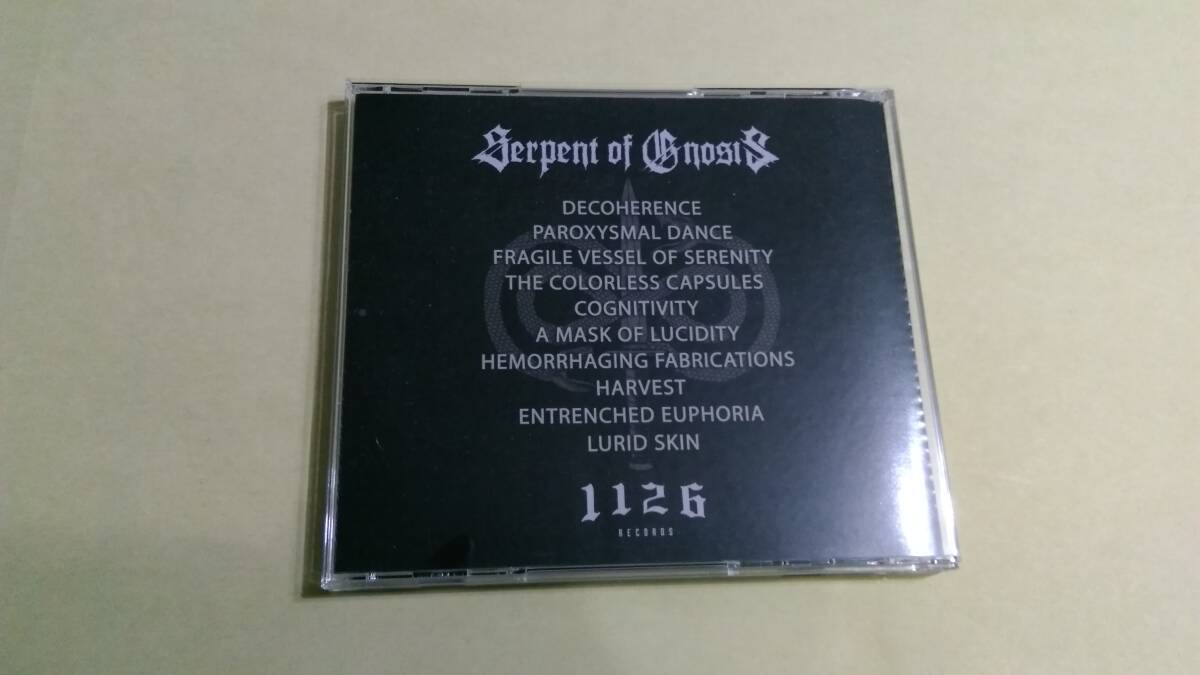 Serpent of Gnosis
DECOHERENCE
PAROXYSMAL DANCE
FRAGILE VESSEL OF SERENITY
THE COLORLESS CAPSULES
COGNITIVITY
A MASK OF LUCIDITY
HEMORRHAGING FABRICATIONS
HARVEST
ENTRENCHED EUPHORIA
LURID SKIN
1126
RECORDS